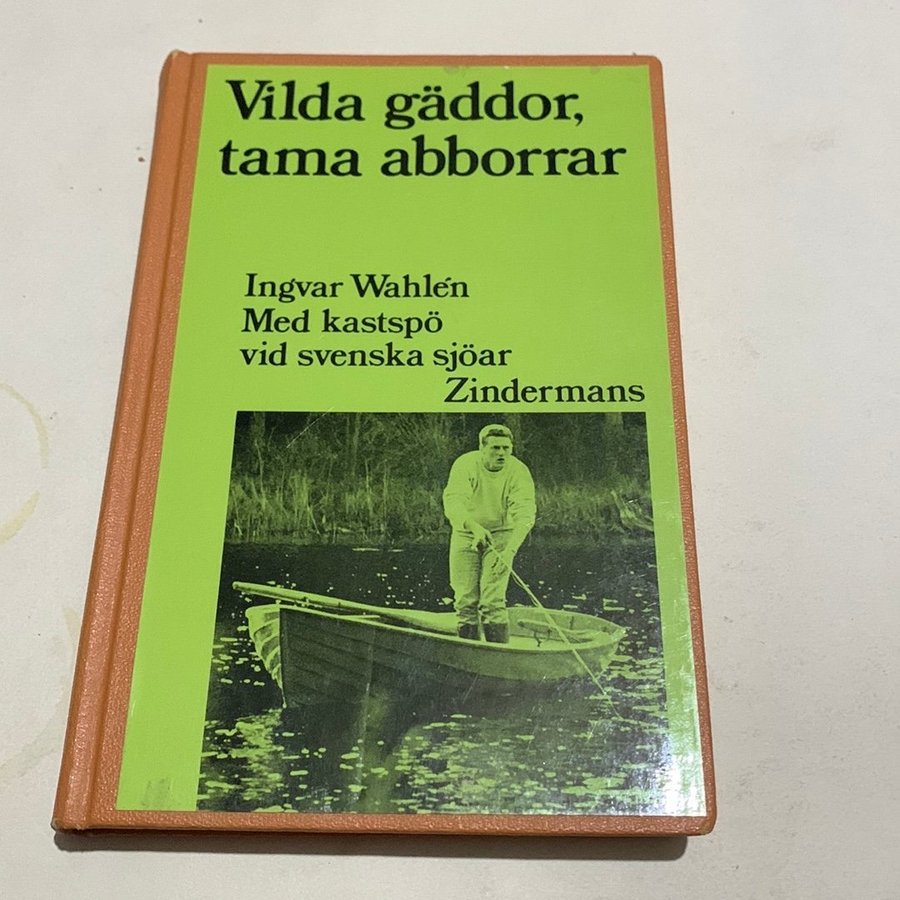 Vilda gäddor,
tama abborrar
Ingvar Wahlén
Med kastspö
vid svenska sjöar
Zindermans